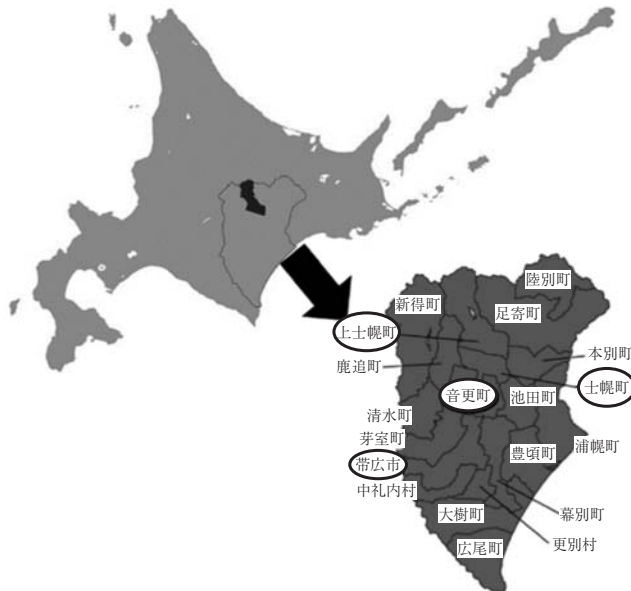 陸別町
新得町
足寄町
上士幌町
本別町
鹿追町
士幌町
音更町
池田町
清水町
芽室町
豊頃町
浦幌町
帯広市
中札内村
大樹町
幕別町
更別村
広尾町